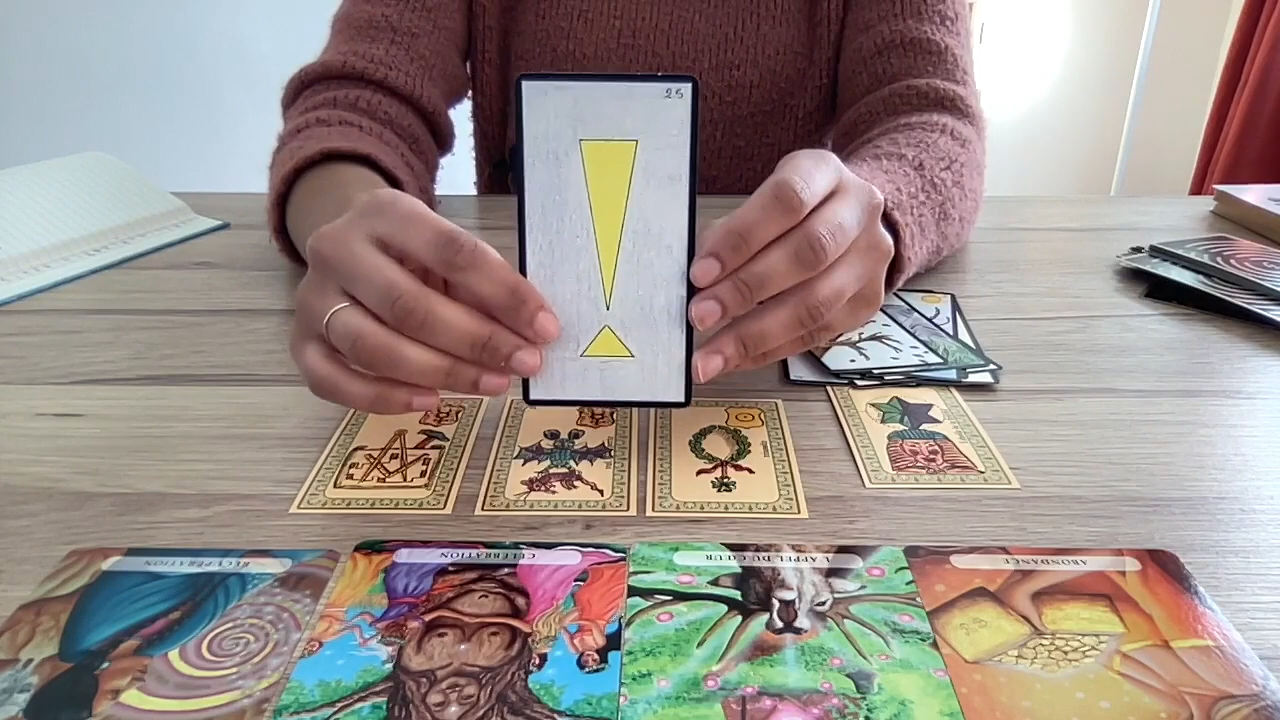 25
RÉCUPÉRATION
CÉLÉBRATION
L'APPEL DU CŒUR
ABONDANCE